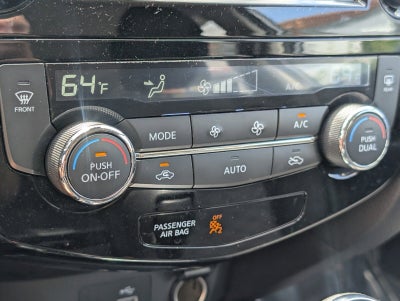 64°F
A/C
FRONT
REAR
MODE
A/C
PUSH
ON·OFF
AUTO
PUSH
DUAL
PASSENGER
AIR BAG
OFF